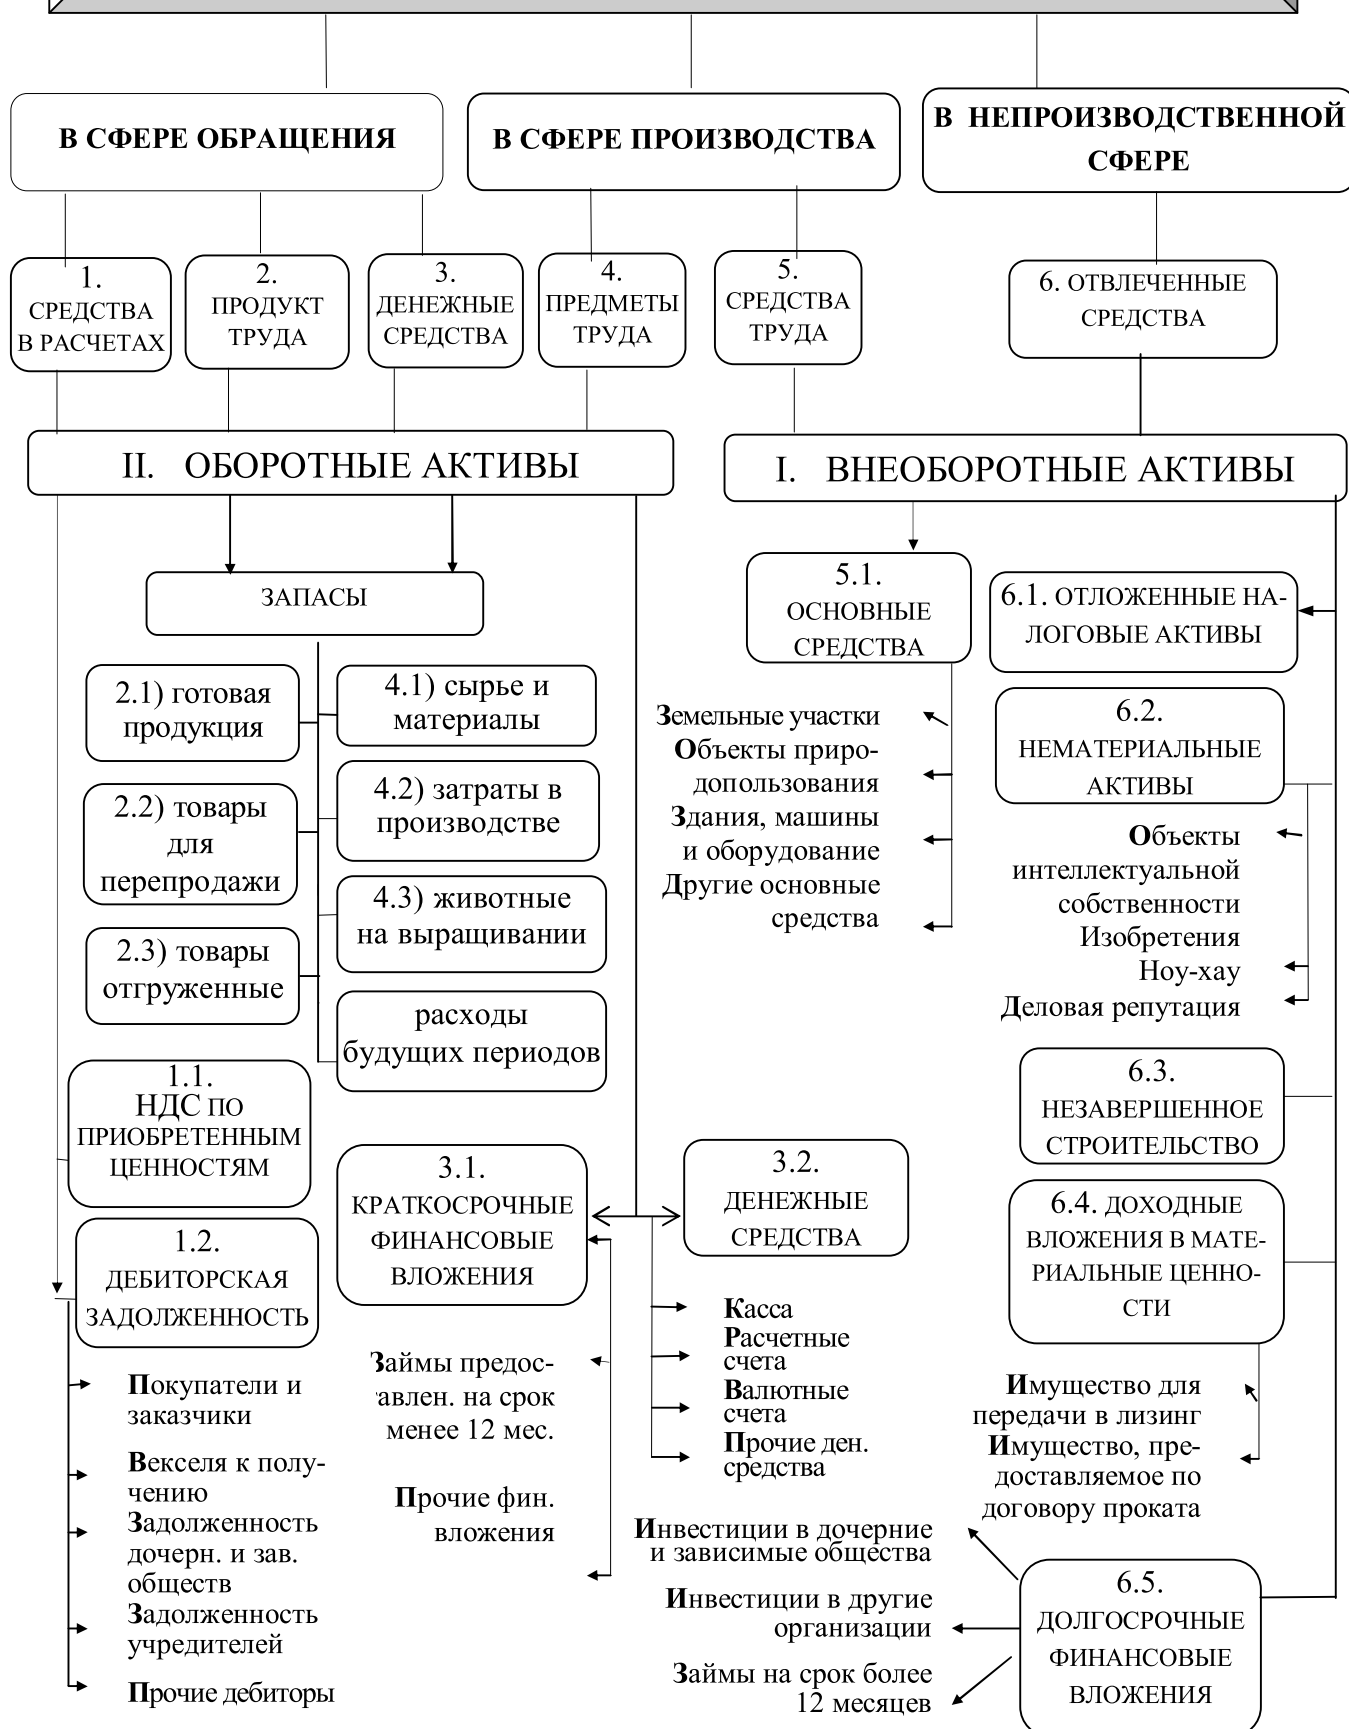 В СФЕРЕ ОБРАЩЕНИЯ
В СФЕРЕ ПРОИЗВОДСТВА
В НЕПРОИЗВОДСТВЕННОЙ
СФЕРЕ
1.
СРЕДСТВА
В РАСЧЕТАХ
2.
ПРОДУКТ
ТРУДА
3.
ДЕНЕЖНЫЕ
СРЕДСТВА
4.
ПРЕДМЕТЫ
ТРУДА
5.
СРЕДСТВА
ТРУДА
6. ОТВЛЕЧЕННЫЕ
СРЕДСТВА
II. ОБОРОТНЫЕ АКТИВЫ
I. ВНЕОБОРОТНЫЕ АКТИВЫ
ЗАПАСЫ
2.1) готовая
продукция
2.2) товары
для
перепродажи
2.3) товары
отгруженные
4.1) сырье и
материалы
4.2) затраты в
производстве
4.3) животные
на выращивании
расходы
будущих периодов
1.1.
НДС ПО
ПРИОБРЕТЕННЫМ
ЦЕННОСТЯМ
1.2.
ДЕБИТОРСКАЯ
ЗАДОЛЖЕННОСТЬ
Покупатели и
заказчики
Векселя к полу-
чению
Задолженность
дочерн. и зав.
обществ
Задолженность
учредителей
Прочие дебиторы
3.1.
КРАТКОСРОЧНЫЕ
ФИНАНСОВЫЕ
ВЛОЖЕНИЯ
Займы предос-
авлен. на срок
менее 12 мес.
Прочие фин.
вложения
3.2.
ДЕНЕЖНЫЕ
СРЕДСТВА
Касса
Расчетные
счета
Валютные
счета
Прочие ден.
средства
5.1.
ОСНОВНЫЕ
СРЕДСТВА
Земельные участки
Объекты приро-
допользования
Здания, машины
и оборудование
Другие основные
средства
6.1. ОТЛОЖЕННЫЕ НА-
ЛОГОВЫЕ АКТИВЫ
6.2.
НЕМАТЕРИАЛЬНЫЕ
АКТИВЫ
Объекты
интеллектуальной
собственности
Изобретения
Ноу-хау
Деловая репутация
6.3.
НЕЗАВЕРШЕННОЕ
СТРОИТЕЛЬСТВО
6.4. ДОХОДНЫЕ
ВЛОЖЕНИЯ В МАТЕ-
РИАЛЬНЫЕ ЦЕННО-
СТИ
Имущество для
передачи в лизинг
Имущество, пре-
доставляемое по
договору проката
6.5.
ДОЛГОСРОЧНЫЕ
ФИНАНСОВЫЕ
ВЛОЖЕНИЯ
Инвестиции в дочерние
и зависимые общества
Инвестиции в другие
организации
Займы на срок более
12 месяцев